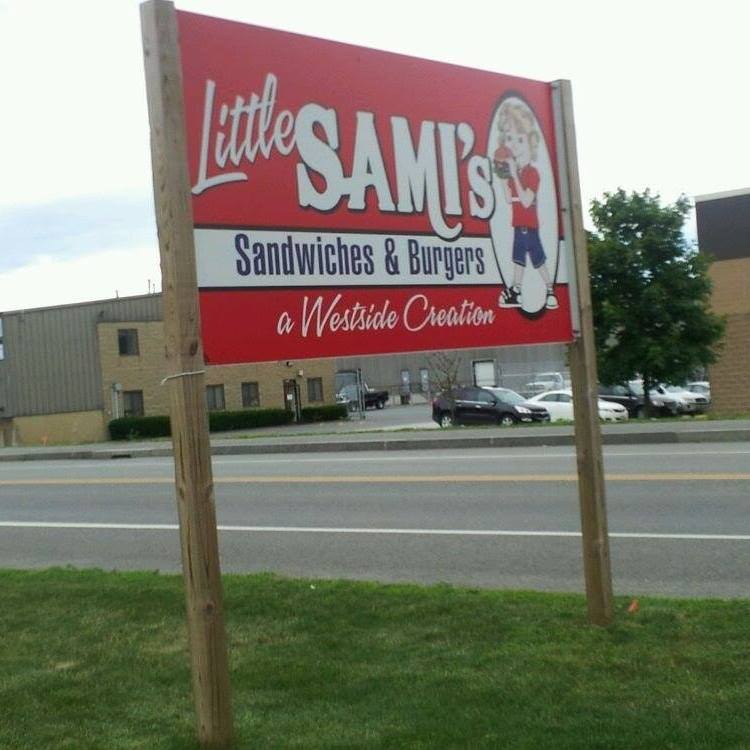 Little SAMI's
Sandwiches & Burgers
a Westside Creation